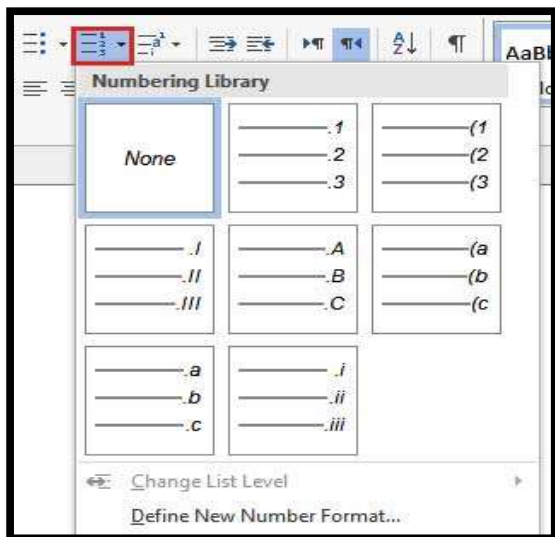 AaBl
Numbering Library
None
.1
.2
.3
(1
(2
(3
.I
.II
.III
.A
.B
.C
(a
(b
(c
.a
.b
.c
.i
.ii
.iii
Change List Level
Define New Number Format...